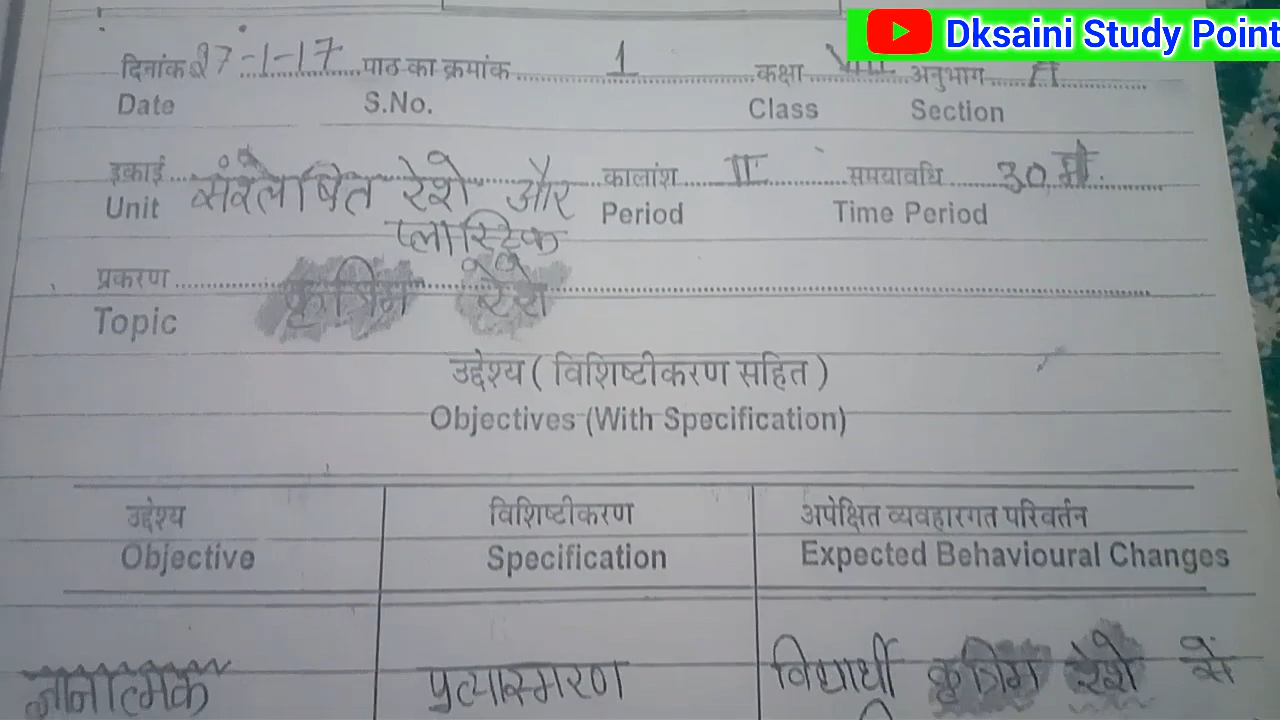 Dksaini Study Point
दिनांक 27-1-17 पाठ का क्रमांक 1 कक्षा VIII अनुभाग A
Date S.No. Class Section
इकाई संश्लेषित रेशे और कालांश II समयावधि 30 मी.
Unit Period Time Period
प्लास्टिक
प्रकरण कृत्रिम रेशे
Topic
उद्देश्य ( विशिष्टीकरण सहित )
Objectives (With Specification)
उद्देश्य विशिष्टीकरण अपेक्षित व्यवहारगत परिवर्तन
Objective Specification Expected Behavioural Changes
ज्ञानात्मक प्रत्यास्मरण विद्यार्थी कृत्रिम रेशे से